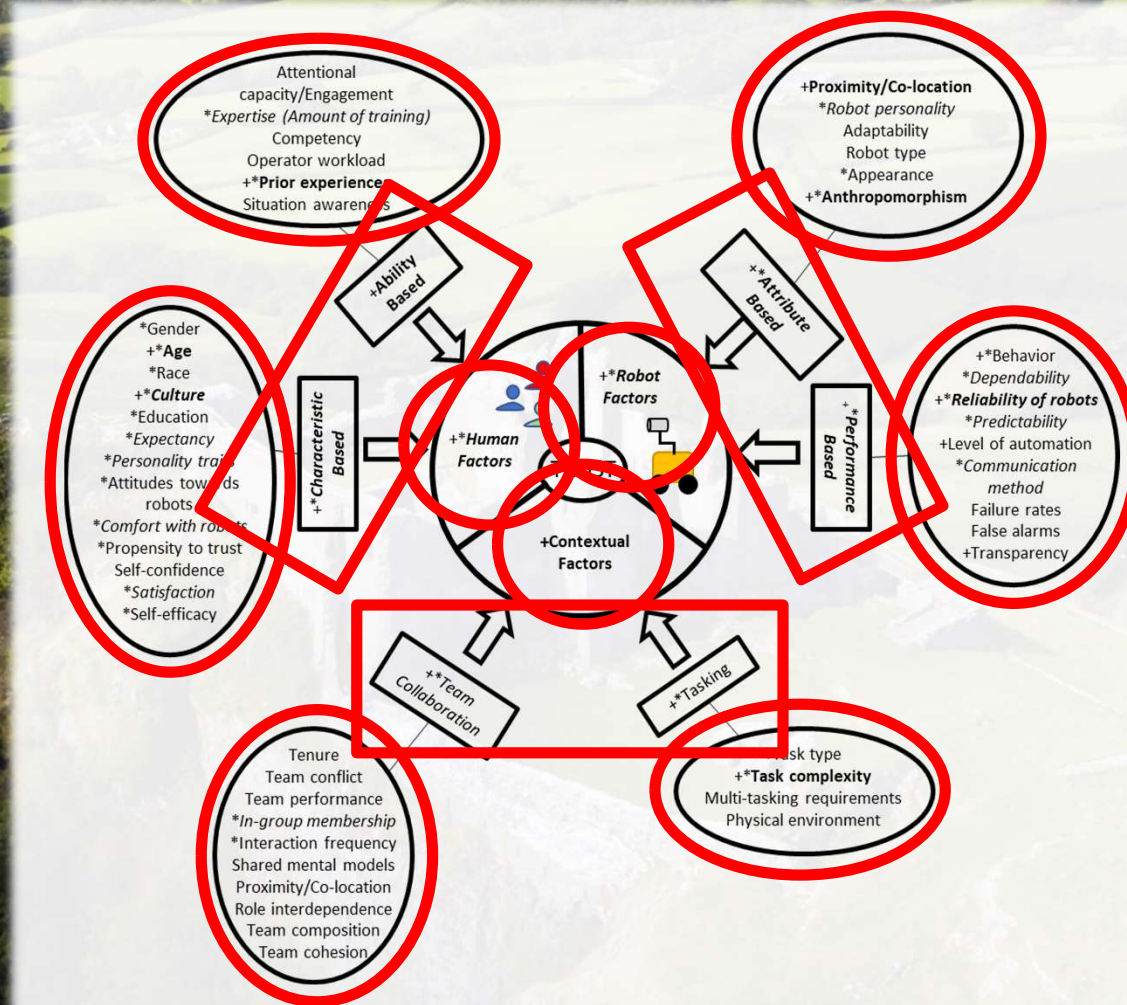 Attentional
capacity/Engagement
*Expertise (Amount of training)
Competency
Operator workload
+*Prior experiences
Situation awareness
+Proximity/Co-location
*Robot personality
Adaptability
Robot type
*Appearance
+*Anthropomorphism
+Ability
Based
+*Attribute
Based
*Gender
+*Age
*Race
+*Culture
*Education
*Expectancy
*Personality traits
*Attitudes towards
robots
*Comfort with robots
*Propensity to trust
Self-confidence
*Satisfaction
*Self-efficacy
+*Characteristic
Based
+*Human
Factors
+*Robot
Factors
+Contextual
Factors
+*Performance
Based
+*Behavior
*Dependability
+*Reliability of robots
*Predictability
+Level of automation
*Communication
method
Failure rates
False alarms
+Transparency
+*Team
Collaboration
+*Tasking
Tenure
Team conflict
Team performance
*In-group membership
*Interaction frequency
Shared mental models
Proximity/Co-location
Role interdependence
Team composition
Team cohesion
Task type
+*Task complexity
Multi-tasking requirements
Physical environment